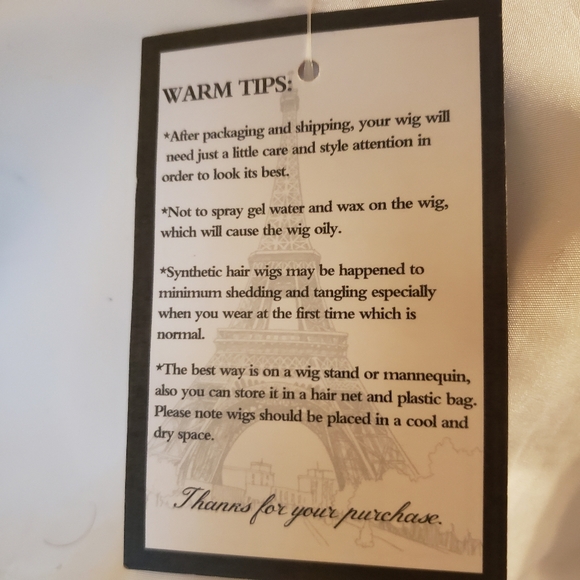 WARM TIPS:
*After packaging and shipping, your wig will
need just a little care and style attention in
order to look its best.
*Not to spray gel water and wax on the wig,
which will cause the wig oily.
*Synthetic hair wigs may be happened to
minimum shedding and tangling especially
when you wear at the first time which is
normal.
*The best way is on a wig stand or mannequin,
also you can store it in a hair net and plastic bag.
Please note wigs should be placed in a cool and
dry space.
Thanks for your purchase.